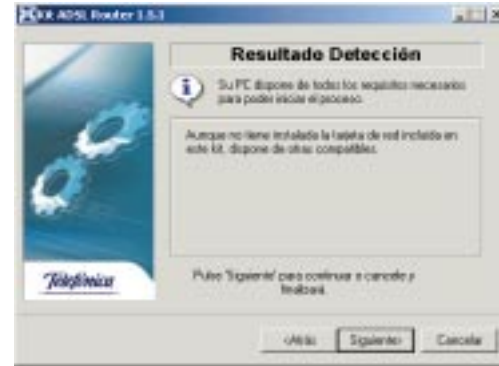 Kit ADSL Router 1.5.1
Resultado Detección
Su PC dispone de todos los requisitos necesarios
para poder iniciar el proceso.
Aunque no tiene instalada la tarjeta de red incluida en
este kit, dispone de otras compatibles.
Telefónica
Pulse 'Siguiente' para continuar o cancele y
finalizará.
<Atrás
Siguiente>
Cancelar